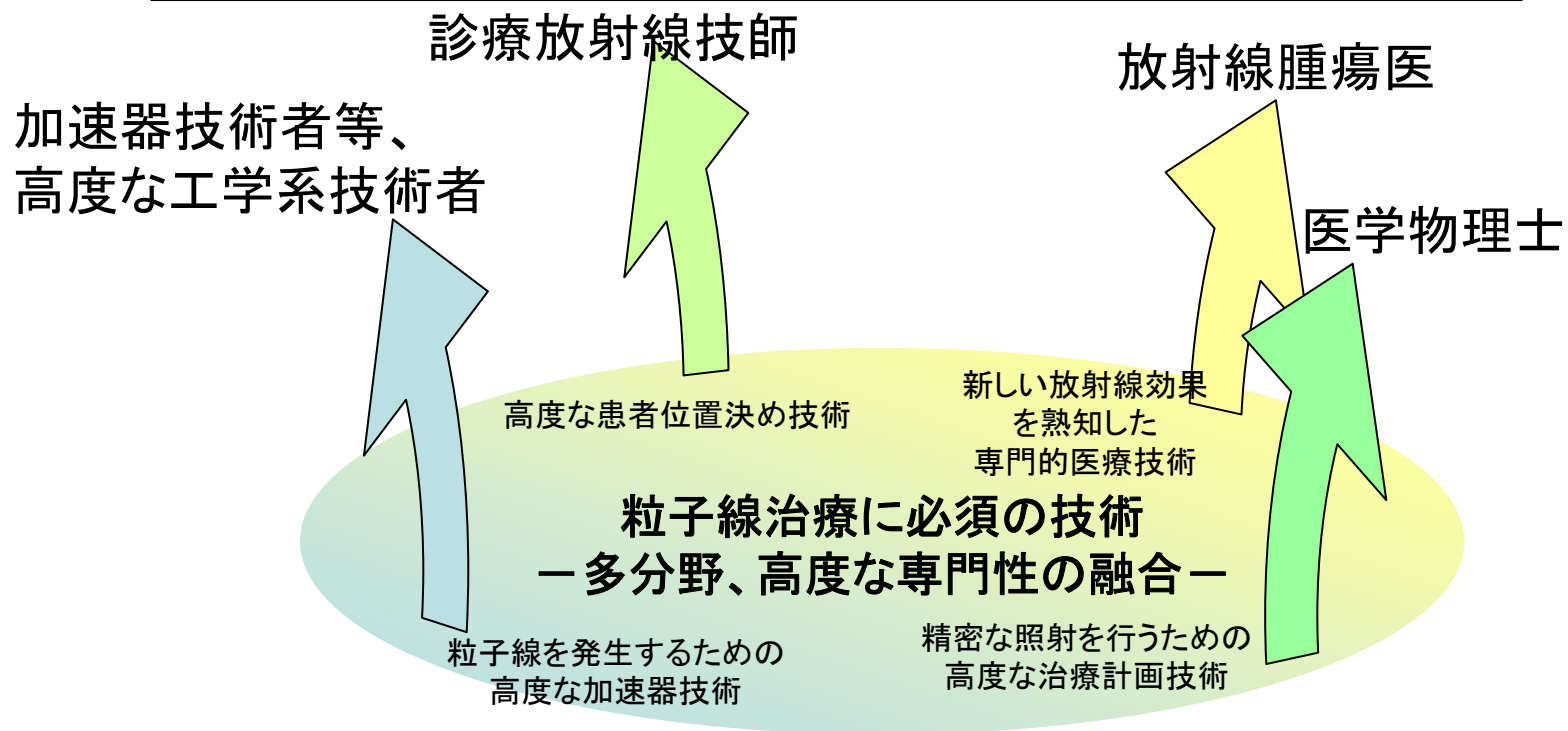 診療放射線技師
放射線腫瘍医
加速器技術者等、
高度な工学系技術者
医学物理士
高度な患者位置決め技術
新しい放射線効果
を熟知した
専門的医療技術
粒子線治療に必須の技術
－多分野、高度な専門性の融合－
粒子線を発生するための
高度な加速器技術
精密な照射を行うための
高度な治療計画技術